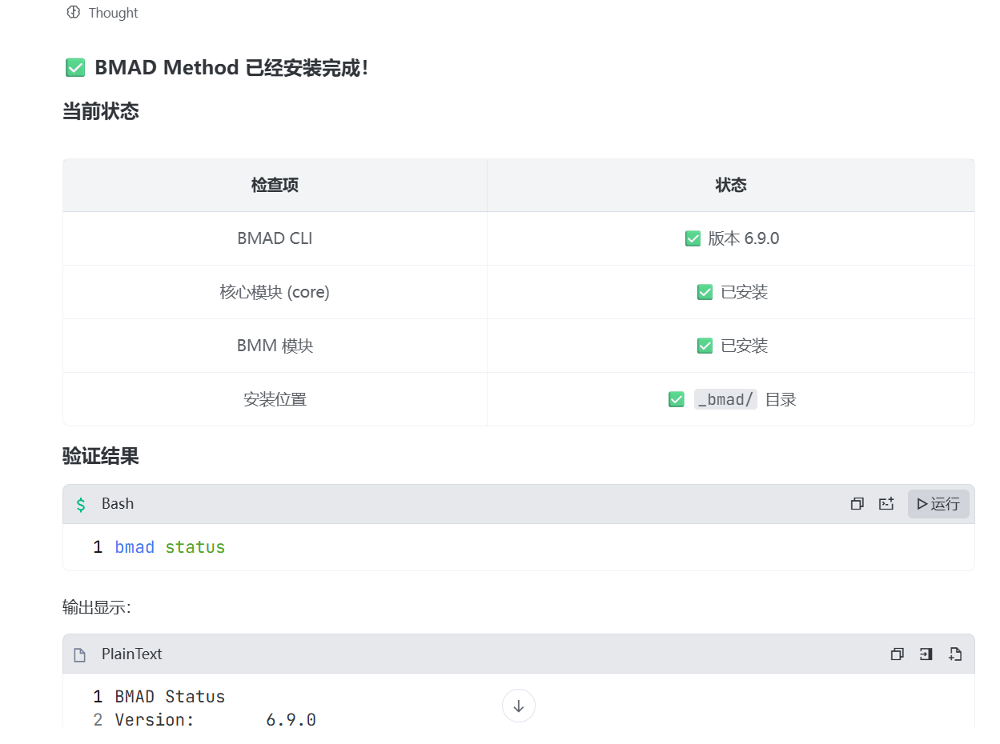 Thought
✅ BMAD Method 已经安装完成！
当前状态
检查项 状态
BMAD CLI ✅ 版本 6.9.0
核心模块 (core) ✅ 已安装
BMM 模块 ✅ 已安装
安装位置 ✅ _bmad/ 目录
验证结果
$ Bash 运行
1 bmad status
输出显示：
PlainText
1 BMAD Status
2 Version: 6.9.0